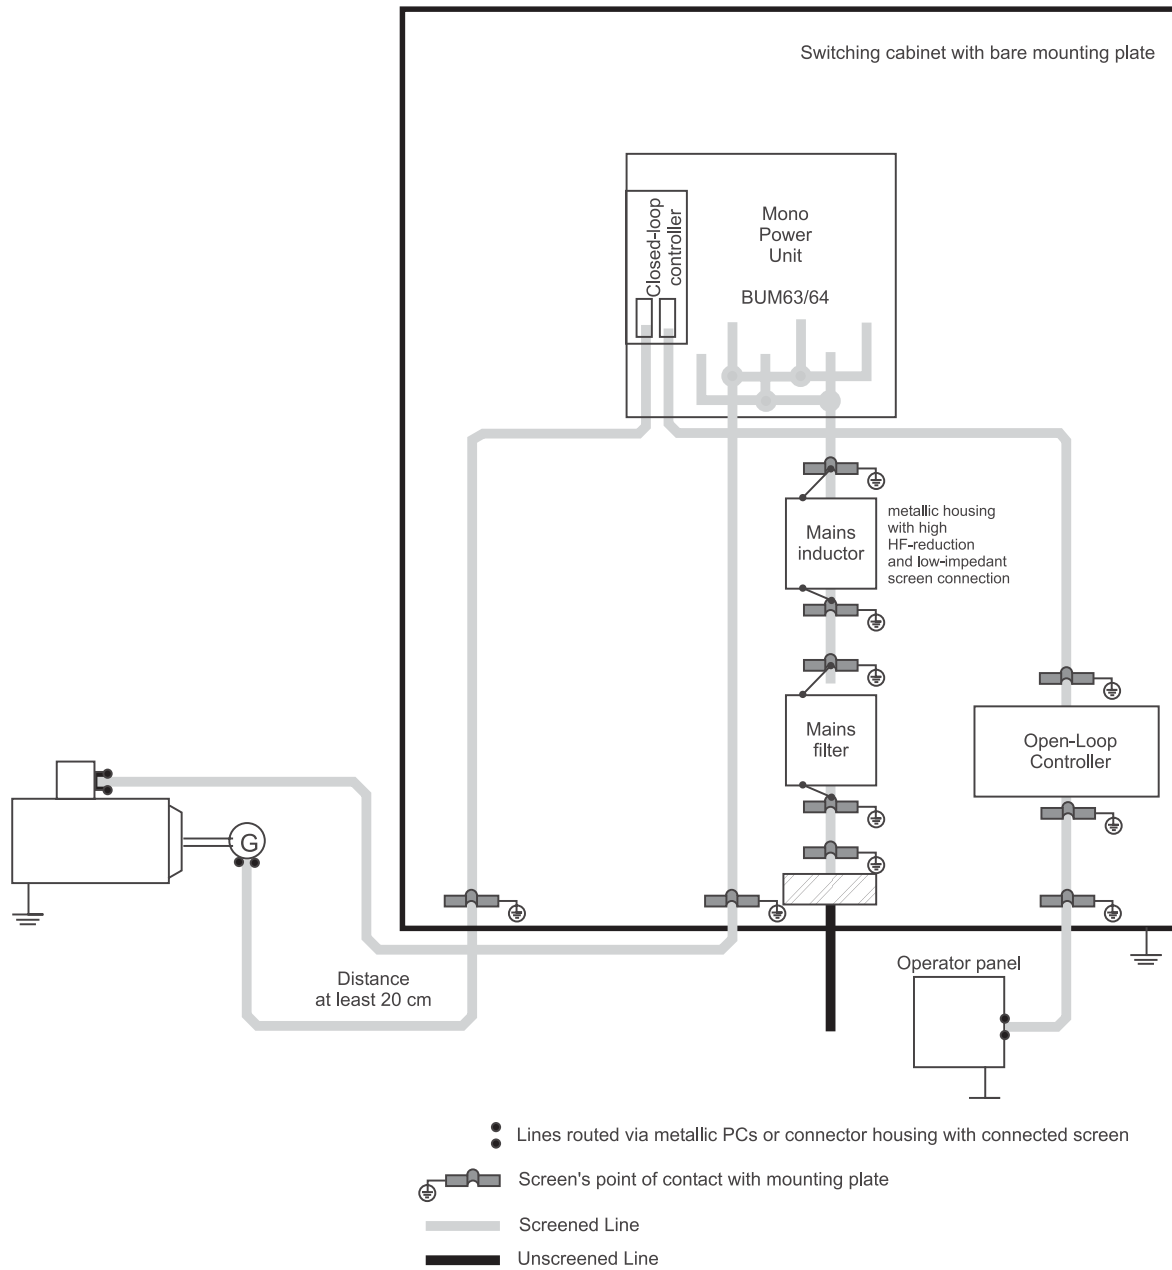 Switching cabinet with bare mounting plate
Closed-loop
controller
Mono
Power
Unit
BUM63/64
Mains
inductor
metallic housing
with high
HF-reduction
and low-impedant
screen connection
Mains
filter
Open-Loop
Controller
G
Distance
at least 20 cm
Operator panel
Lines routed via metallic PCs or connector housing with connected screen
Screen's point of contact with mounting plate
Screened Line
Unscreened Line